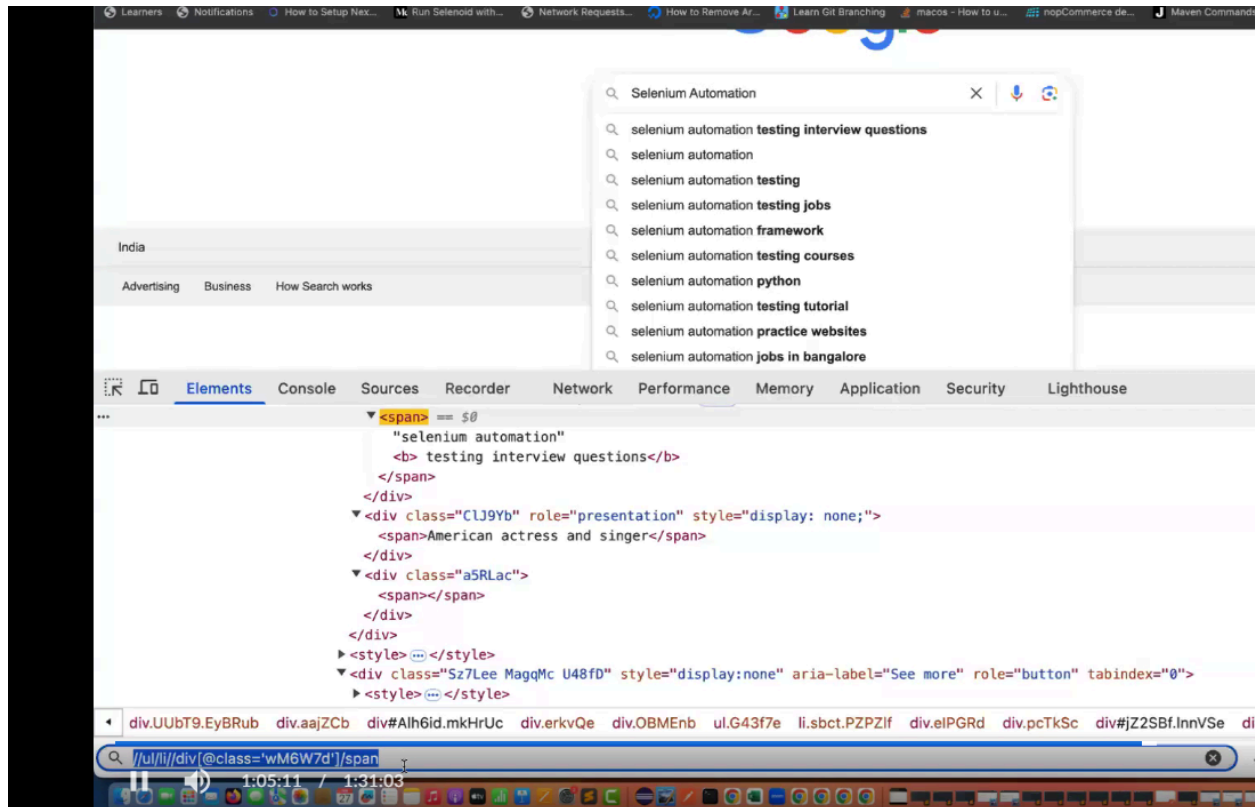 Learners Notifications How to Setup Nex... Run Selenoid with... Network Requests... How to Remove Ar... Learn Git Branching macos - How to u... nopCommerce de... Maven Commands
Google
Selenium Automation
selenium automation testing interview questions
selenium automation
selenium automation testing
selenium automation testing jobs
selenium automation framework
India
selenium automation testing courses
Advertising Business How Search works
selenium automation python
selenium automation testing tutorial
selenium automation practice websites
selenium automation jobs in bangalore
Elements Console Sources Recorder Network Performance Memory Application Security Lighthouse
... ▼<span> == $0
"selenium automation"
<b> testing interview questions</b>
</span>
</div>
▼<div class="ClJ9Yb" role="presentation" style="display: none;">
<span>American actress and singer</span>
</div>
▼<div class="a5RLac">
<span></span>
</div>
</div>
▶<style>…</style>
▼<div class="Sz7Lee MagqMc U48fD" style="display:none" aria-label="See more" role="button" tabindex="0">
▶<style>…</style>
div.UUbT9.EyBRub div.aajZCb div#Alh6id.mkHrUc div.erkvQe div.OBMEnb ul.G43f7e li.sbct.PZPZlf div.eIPGRd div.pcTkSc div#jZ2SBf.lnnVSe di
//ul/li//div[@class='wM6W7d']/span
1:05:11 / 1:31:03